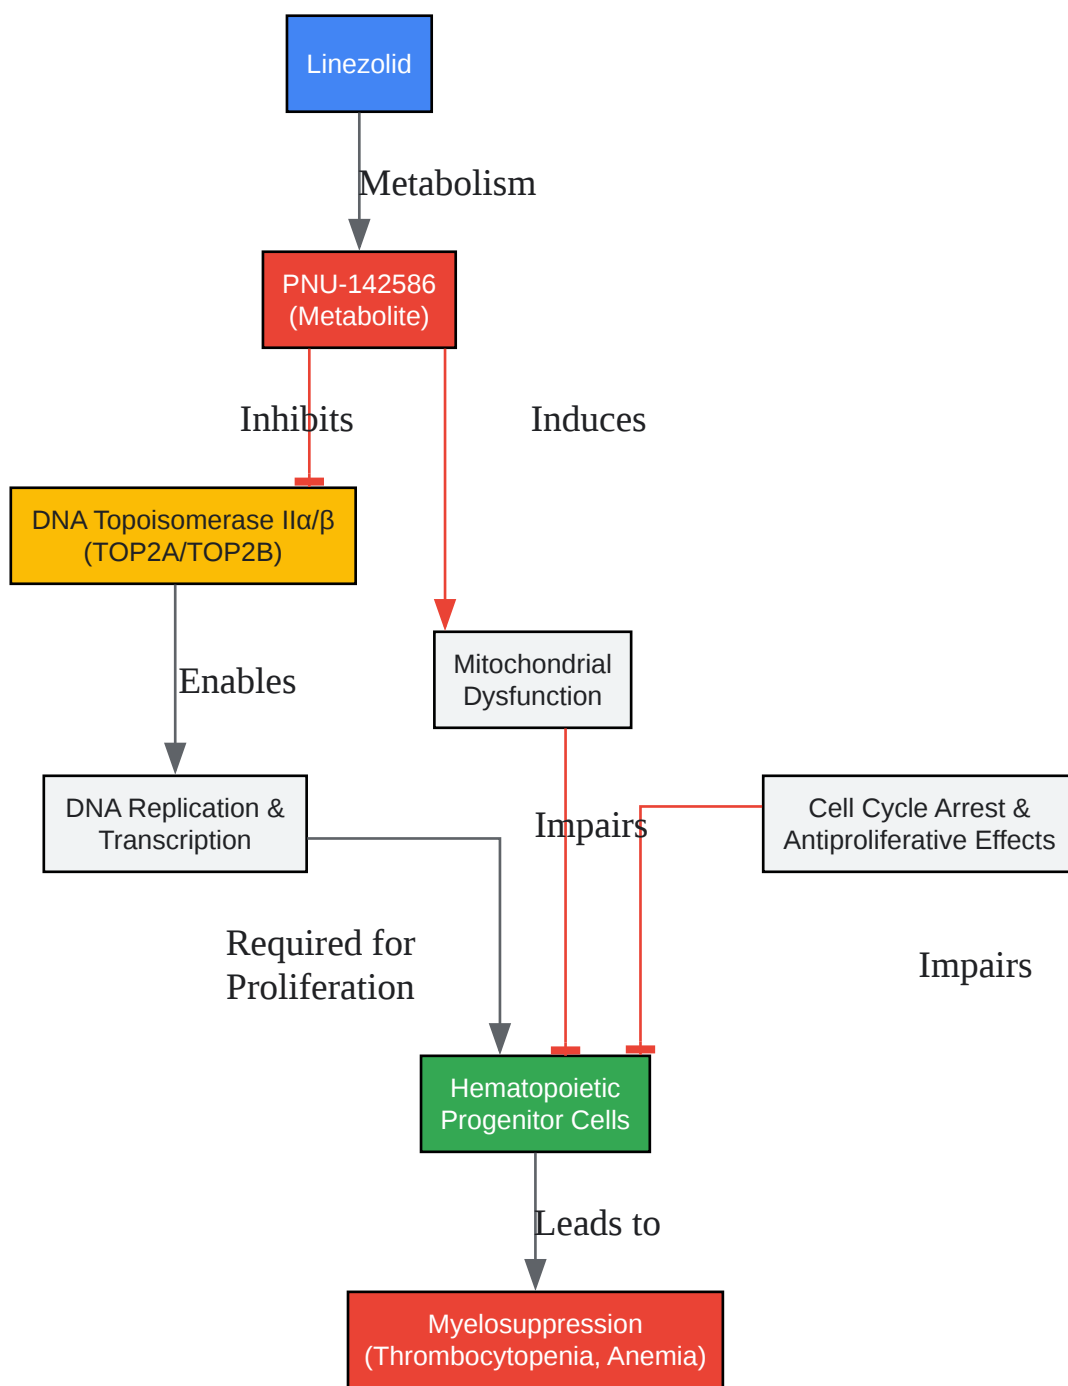 Linezolid
Metabolism
PNU-142586
(Metabolite)
Inhibits
Induces
DNA Topoisomerase IIα/β
(TOP2A/TOP2B)
Mitochondrial
Dysfunction
Enables
DNA Replication &
Transcription
Impairs
Cell Cycle Arrest &
Antiproliferative Effects
Required for
Proliferation
Impairs
Hematopoietic
Progenitor Cells
Leads to
Myelosuppression
(Thrombocytopenia, Anemia)